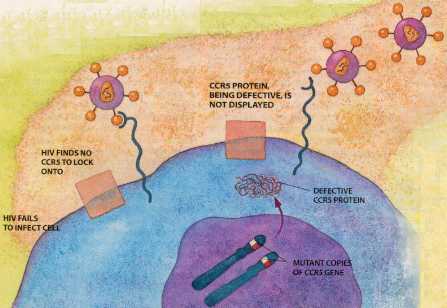 CCR5 PROTEIN,
BEING DEFECTIVE, IS
NOT DISPLAYED
HIV FINDS NO
CCR5 TO LOCK
ONTO
DEFECTIVE
CCR5 PROTEIN
HIV FAILS
TO INFECT CELL
MUTANT COPIES
OF CCR5 GENE